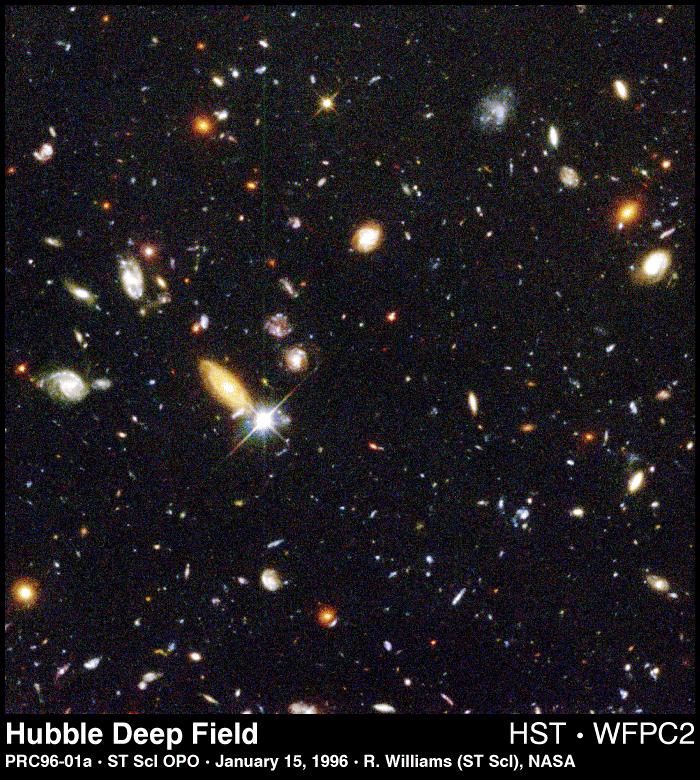 Hubble Deep Field HST • WFPC2
PRC96-01a • ST ScI OPO • January 15, 1996 • R. Williams (ST ScI), NASA